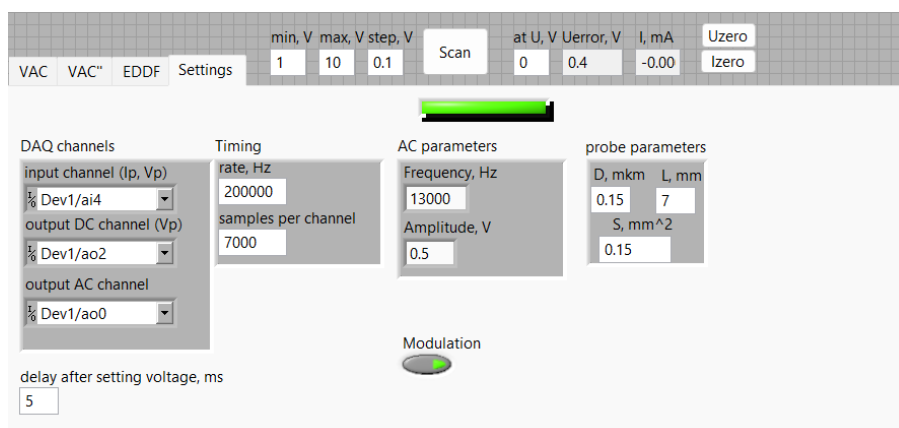 min, V max, V step, V at U, V Uerror, V I, mA Uzero
1 10 0.1 Scan 0 0.4 -0.00 Izero
VAC VAC" EDDF Settings
DAQ channels Timing AC parameters probe parameters
input channel (Ip, Vp) rate, Hz Frequency, Hz D, mkm L, mm
Dev1/ai4 200000 13000 0.15 7
output DC channel (Vp) samples per channel Amplitude, V S, mm^2
Dev1/ao2 7000 0.5 0.15
output AC channel
Dev1/ao0
Modulation
delay after setting voltage, ms
5